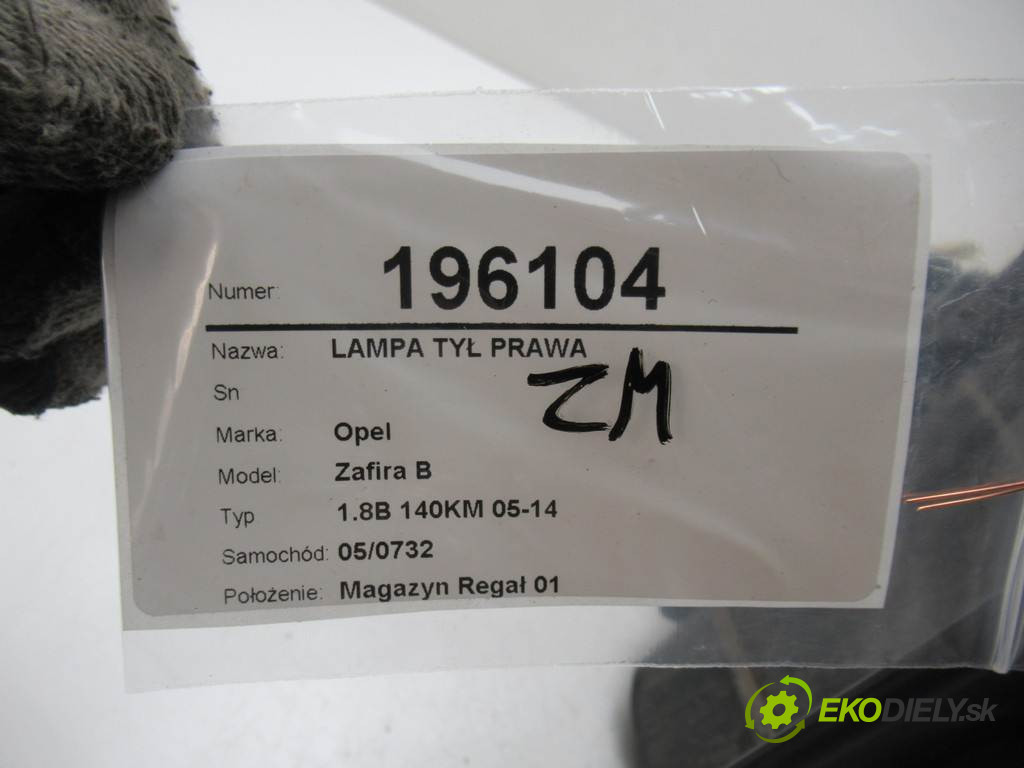 Numer: 196104
Nazwa: LAMPA TYŁ PRAWA
ZM
Sn
Marka: Opel
Model: Zafira B
Typ 1.8B 140KM 05-14
Samochód: 05/0732
Położenie: Magazyn Regał 01
EKODIELY.sk